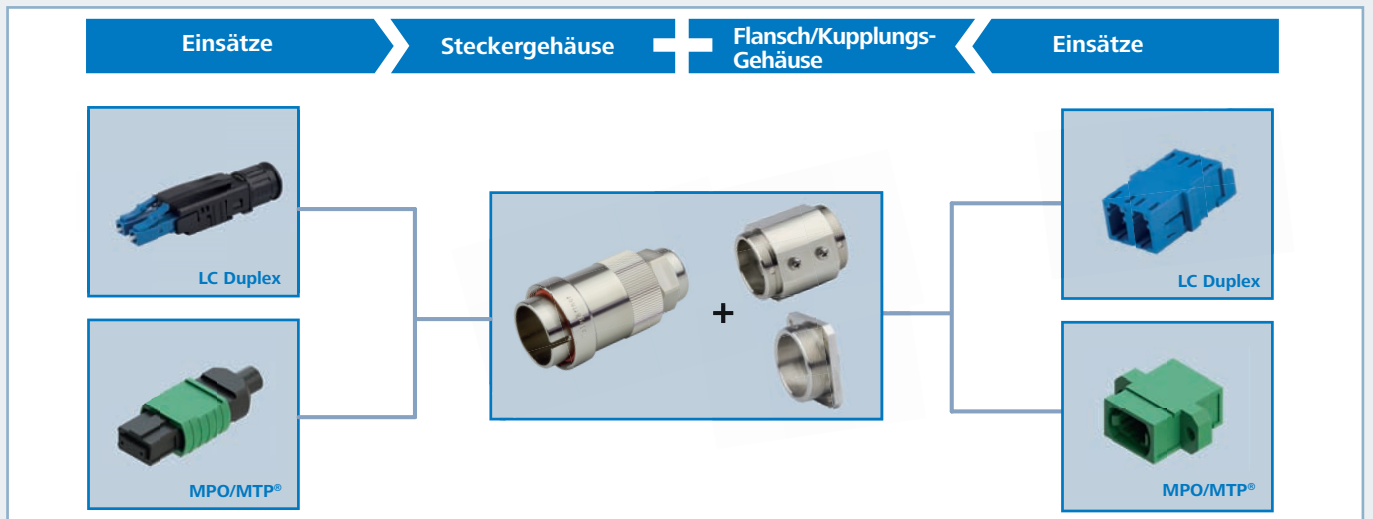 Einsätze
Steckergehäuse
Flansch/Kupplungs-
Gehäuse
Einsätze
LC Duplex
MPO/MTP®
+
LC Duplex
MPO/MTP®